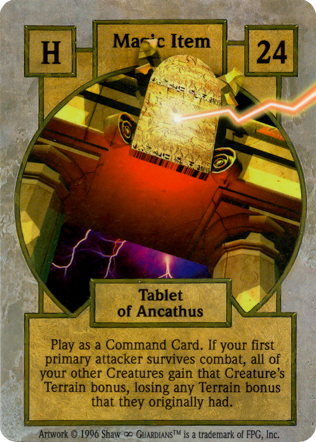 H
Magic Item
24
Tablet
of Ancathus
Play as a Command Card. If your first
primary attacker survives combat, all of
your other Creatures gain that Creature's
Terrain bonus, losing any Terrain bonus
that they originally had.
Artwork © 1996 Shaw ∞ GUARDIANS™ is a trademark of FPG, Inc.